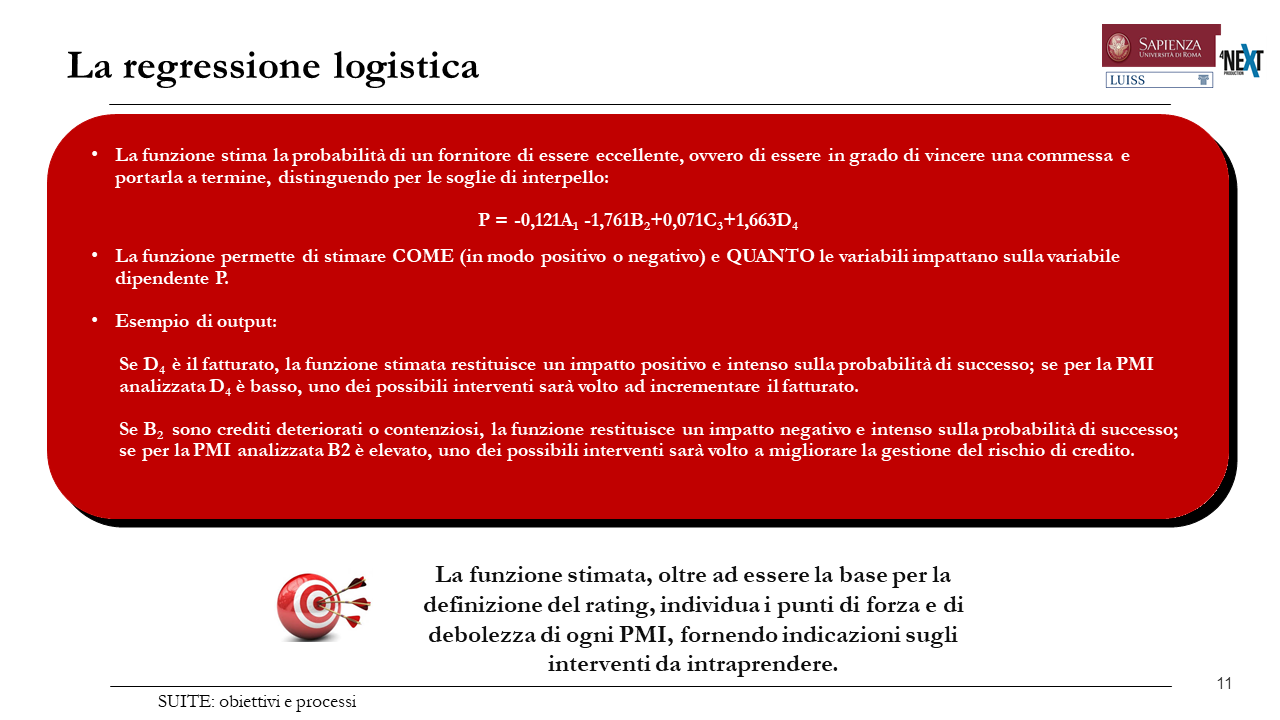 La regressione logistica
SAPIENZA
UNIVERSITÀ DI ROMA
LUISS
4NEXT
PRODUCTION
• La funzione stima la probabilità di un fornitore di essere eccellente, ovvero di essere in grado di vincere una commessa e
portarla a termine, distinguendo per le soglie di interpello:
P = -0,121A₁ -1,761B₂+0,071C₃+1,663D₄
• La funzione permette di stimare COME (in modo positivo o negativo) e QUANTO le variabili impattano sulla variabile
dipendente P.
• Esempio di output:
Se D₄ è il fatturato, la funzione stimata restituisce un impatto positivo e intenso sulla probabilità di successo; se per la PMI
analizzata D₄ è basso, uno dei possibili interventi sarà volto ad incrementare il fatturato.
Se B₂ sono crediti deteriorati o contenziosi, la funzione restituisce un impatto negativo e intenso sulla probabilità di successo;
se per la PMI analizzata B2 è elevato, uno dei possibili interventi sarà volto a migliorare la gestione del rischio di credito.
La funzione stimata, oltre ad essere la base per la
definizione del rating, individua i punti di forza e di
debolezza di ogni PMI, fornendo indicazioni sugli
interventi da intraprendere.
11
SUITE: obiettivi e processi